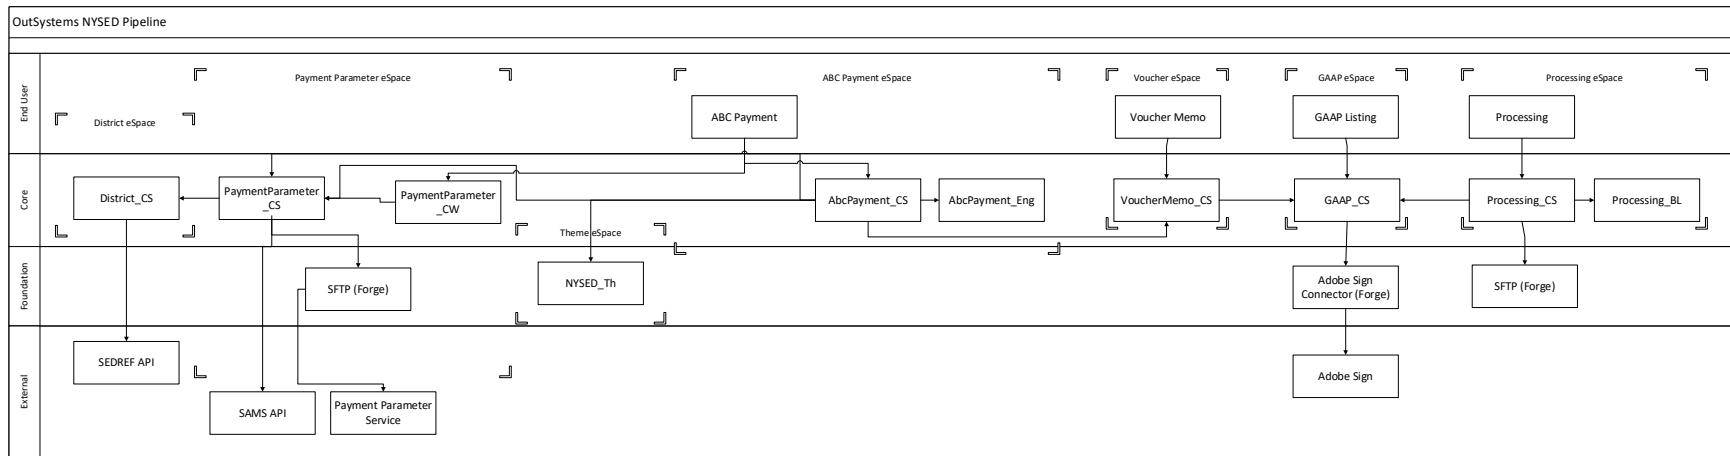 OutSystems NYSED Pipeline
End User
Payment Parameter eSpace
ABC Payment eSpace
Voucher eSpace
GAAP eSpace
Processing eSpace
District eSpace
ABC Payment
Voucher Memo
GAAP Listing
Processing
Core
District_CS
PaymentParameter
_CS
PaymentParameter
_CW
AbcPayment_CS
AbcPayment_Eng
VoucherMemo_CS
GAAP_CS
Processing_CS
Processing_BL
Theme eSpace
Foundation
SFTP (Forge)
NYSED_Th
Adobe Sign
Connector (Forge)
SFTP (Forge)
External
SEDREF API
SAMS API
Payment Parameter
Service
Adobe Sign